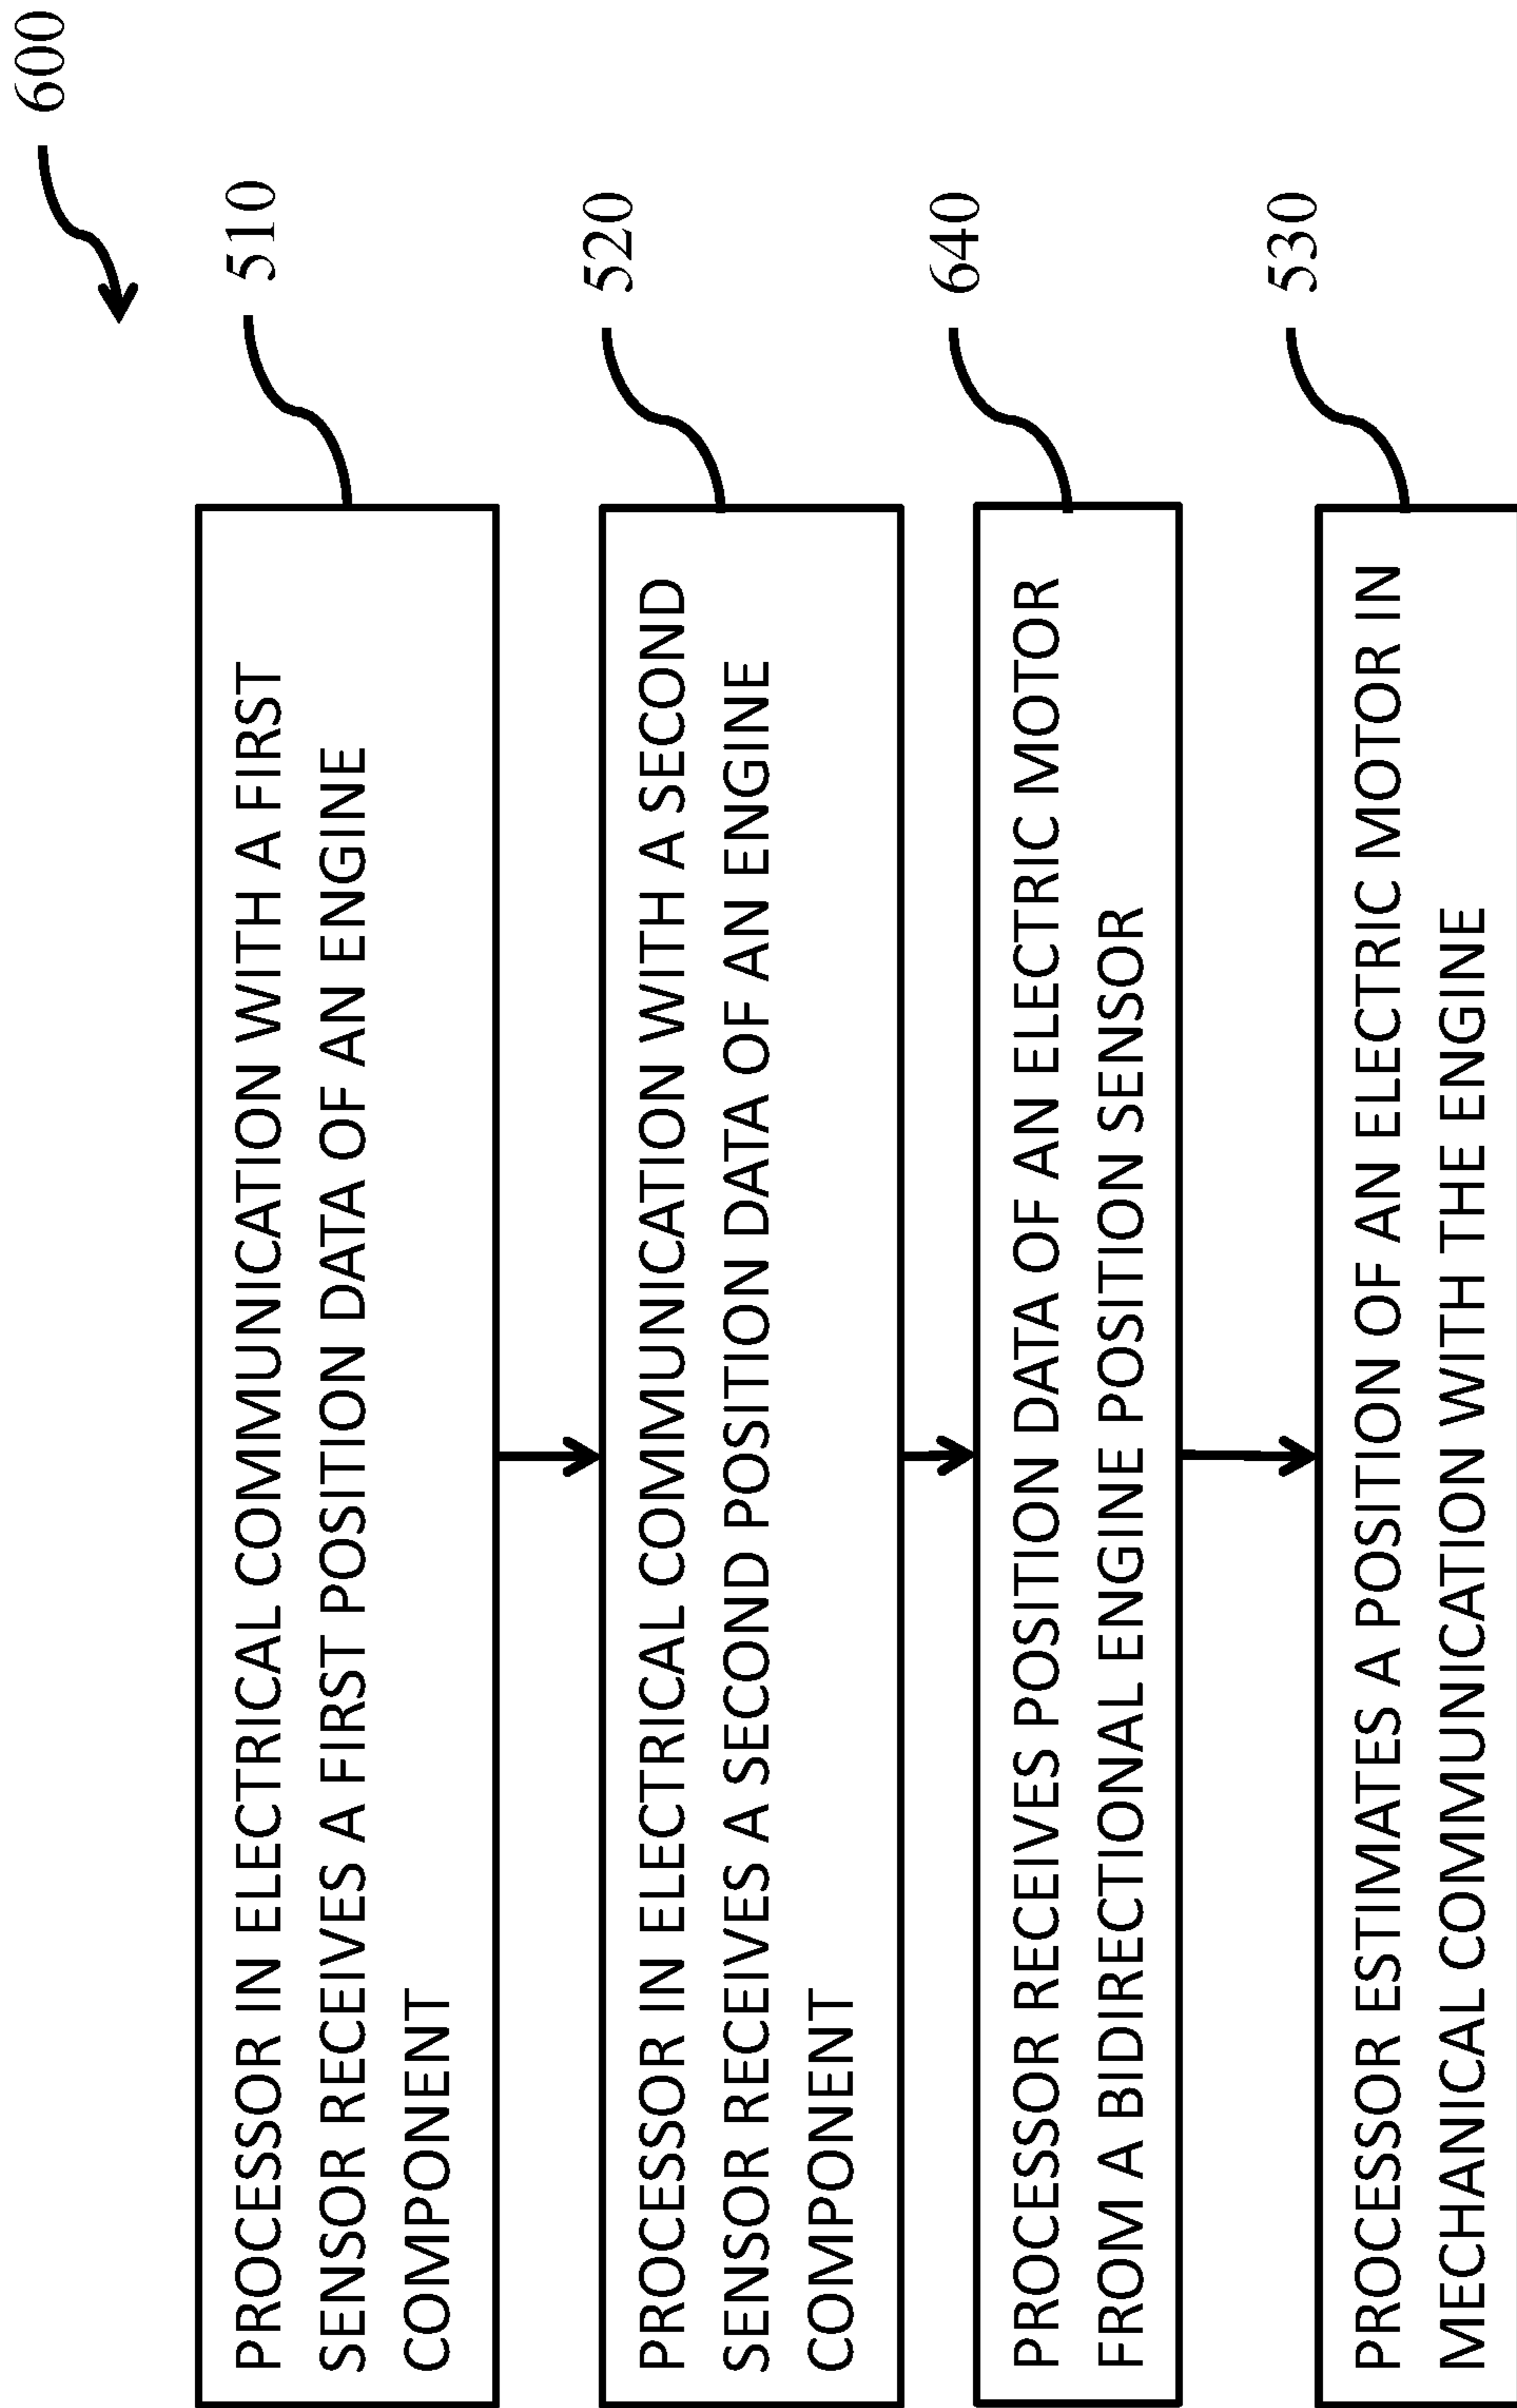 600
PROCESSOR IN ELECTRICAL COMMUNICATION WITH A FIRST
SENSOR RECEIVES A FIRST POSITION DATA OF AN ENGINE
COMPONENT
510
PROCESSOR IN ELECTRICAL COMMUNICATION WITH A SECOND
SENSOR RECEIVES A SECOND POSITION DATA OF AN ENGINE
COMPONENT
520
PROCESSOR RECEIVES POSITION DATA OF AN ELECTRIC MOTOR
FROM A BIDIRECTIONAL ENGINE POSITION SENSOR
640
PROCESSOR ESTIMATES A POSITION OF AN ELECTRIC MOTOR IN
MECHANICAL COMMUNICATION WITH THE ENGINE
530